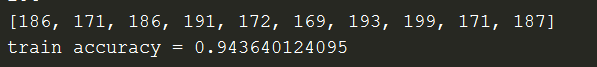 [186, 171, 186, 191, 172, 169, 193, 199, 171, 187]
train accuracy = 0.943640124095